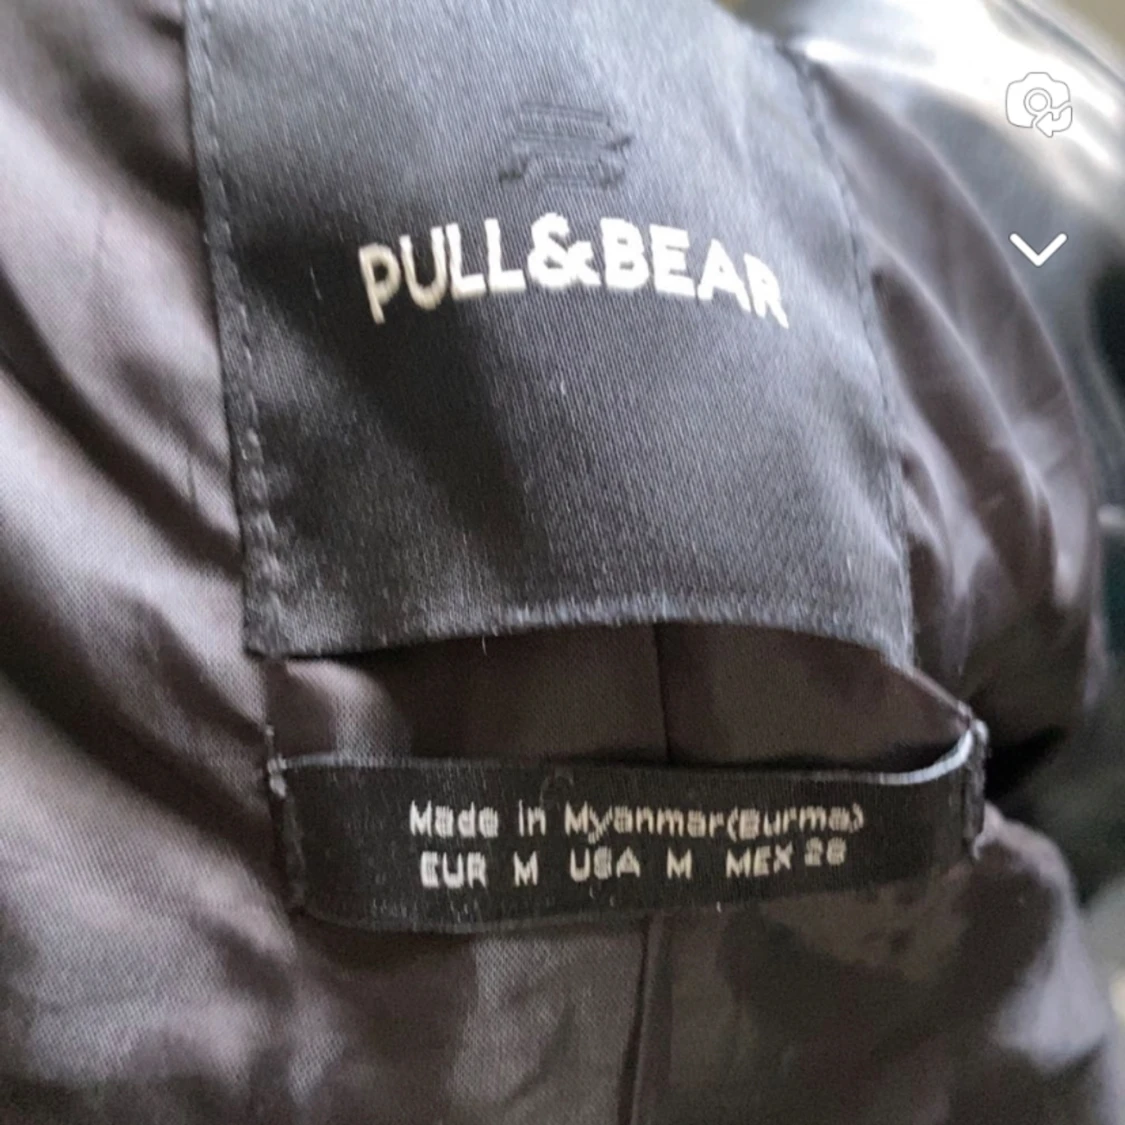 PULL&BEAR
Made in Myanmar(Burma)
EUR M USA M MEX 28